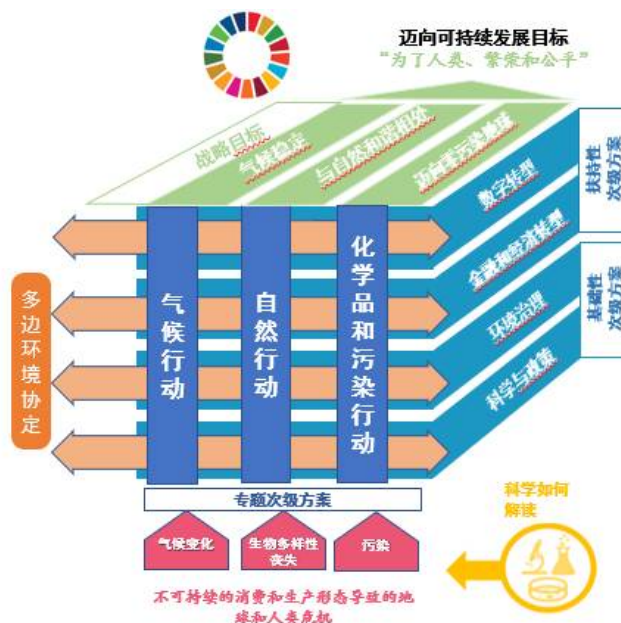 迈向可持续发展目标
“为了人类、繁荣和公平”
战略目标
气候稳定
与自然和谐相处
迈向零污染地球
数字转型
金融和经济转型
环境治理
科学与政策
扶持性
次级方案
基础性
次级方案
多边环境协定
气候行动
自然行动
化学品和污染行动
专题次级方案
气候变化
生物多样性
丧失
污染
科学如何
解读
不可持续的消费和生产形态导致的地
球和人类危机